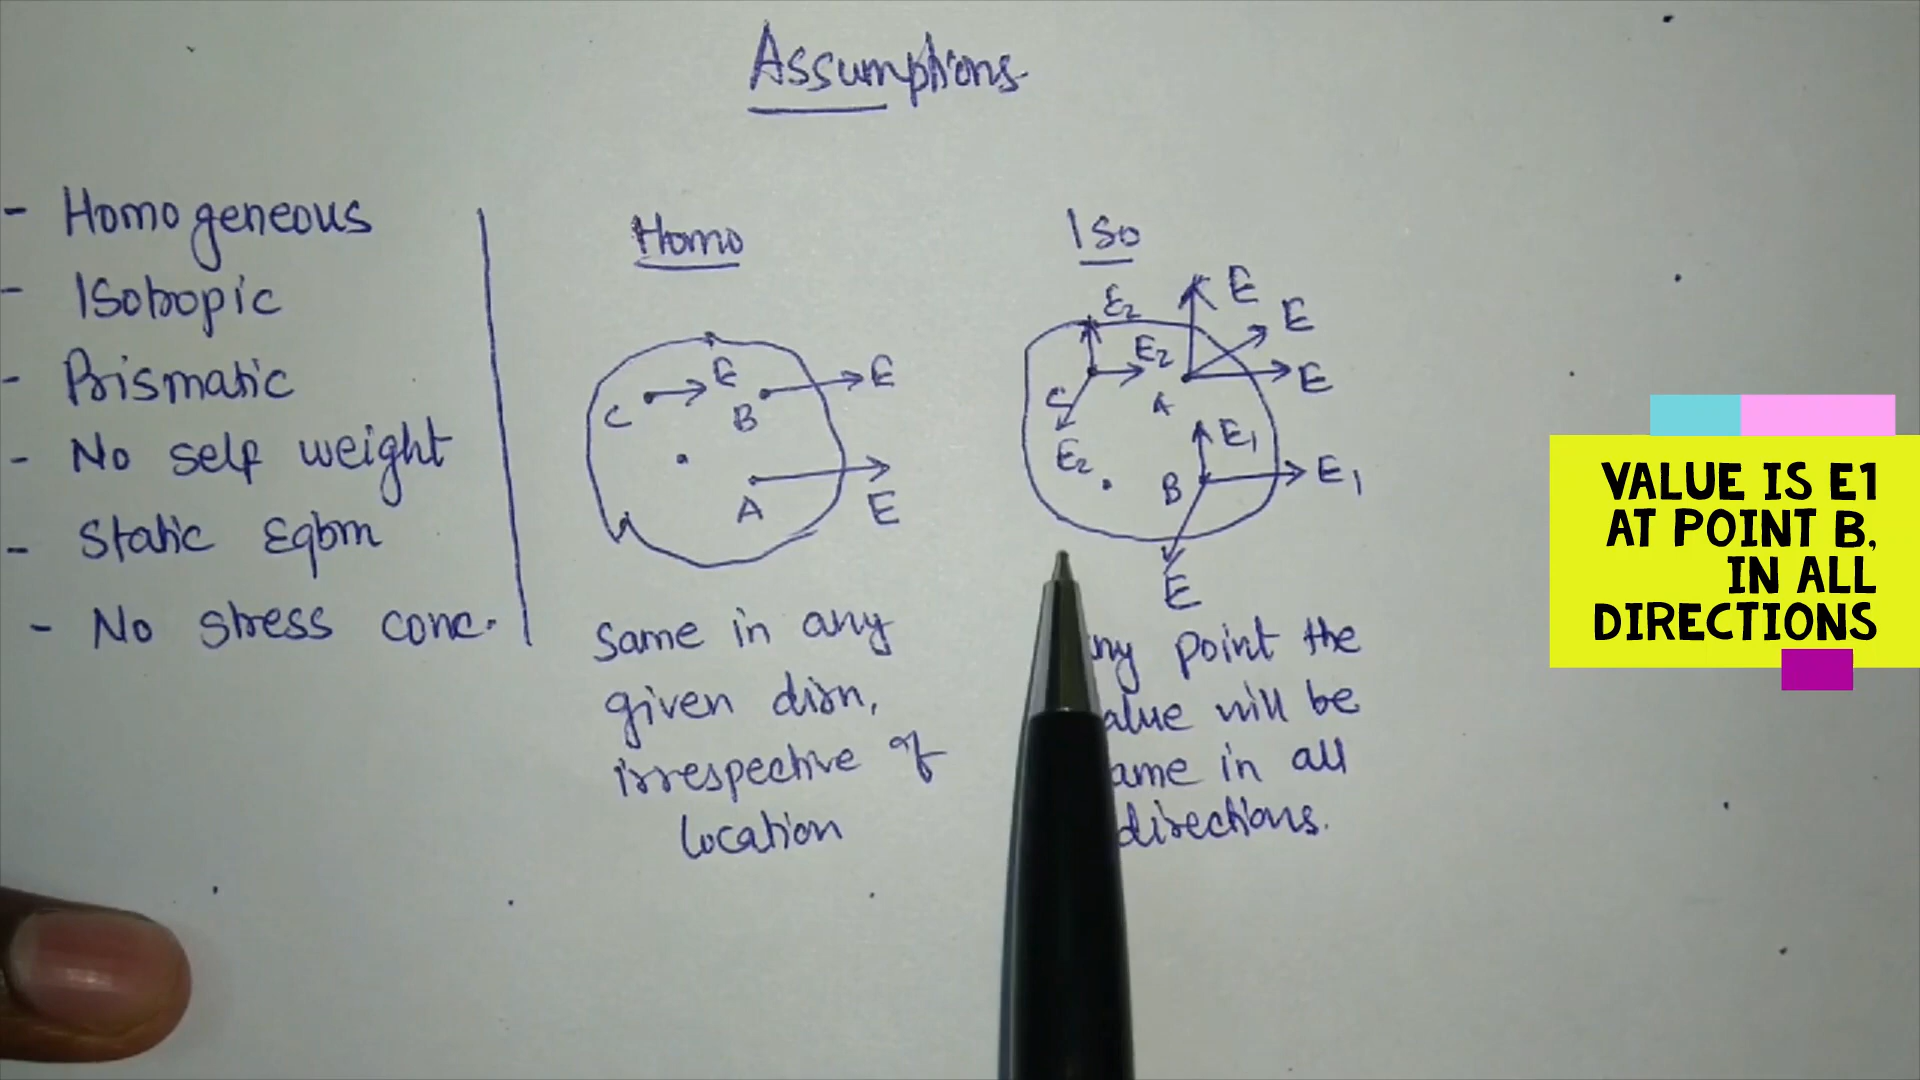 Assumptions
- Homogeneous
- Isotropic
- Prismatic
- No self weight
- Static Eqbm
- No stress conc.
Homo
C
E
B
E
A
E
Same in any
given dirn,
irrespective of
location
Iso
E2
E
E
E2
E
C
A
E2
E1
B
E1
E
point the
will be
in all
directions.
VALUE IS E1
AT POINT B,
IN ALL
DIRECTIONS